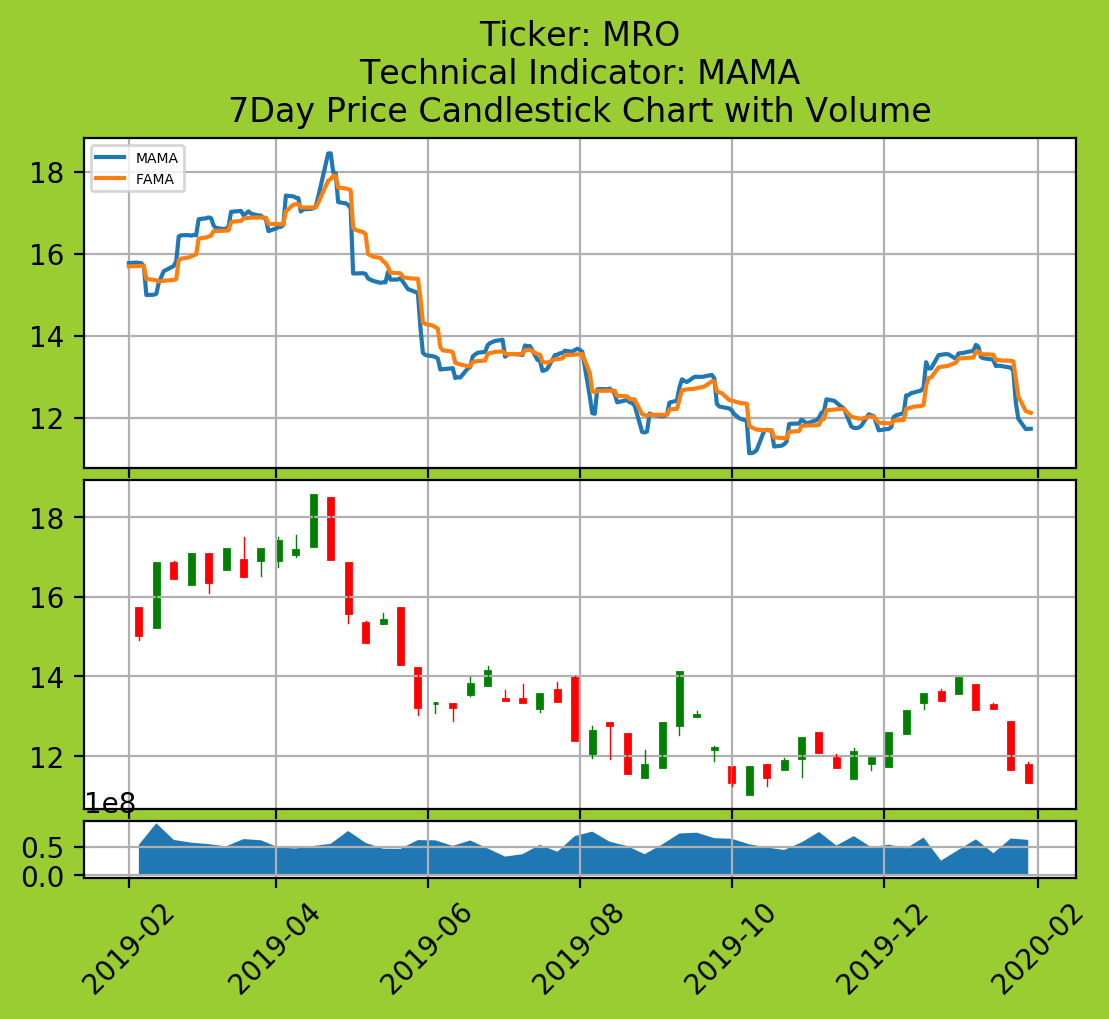 Ticker: MRO
Technical Indicator: MAMA
7Day Price Candlestick Chart with Volume
MAMA
FAMA
18
16
14
12
18
16
14
12
1e8
0.5
0.0
2019-02
2019-04
2019-06
2019-08
2019-10
2019-12
2020-02